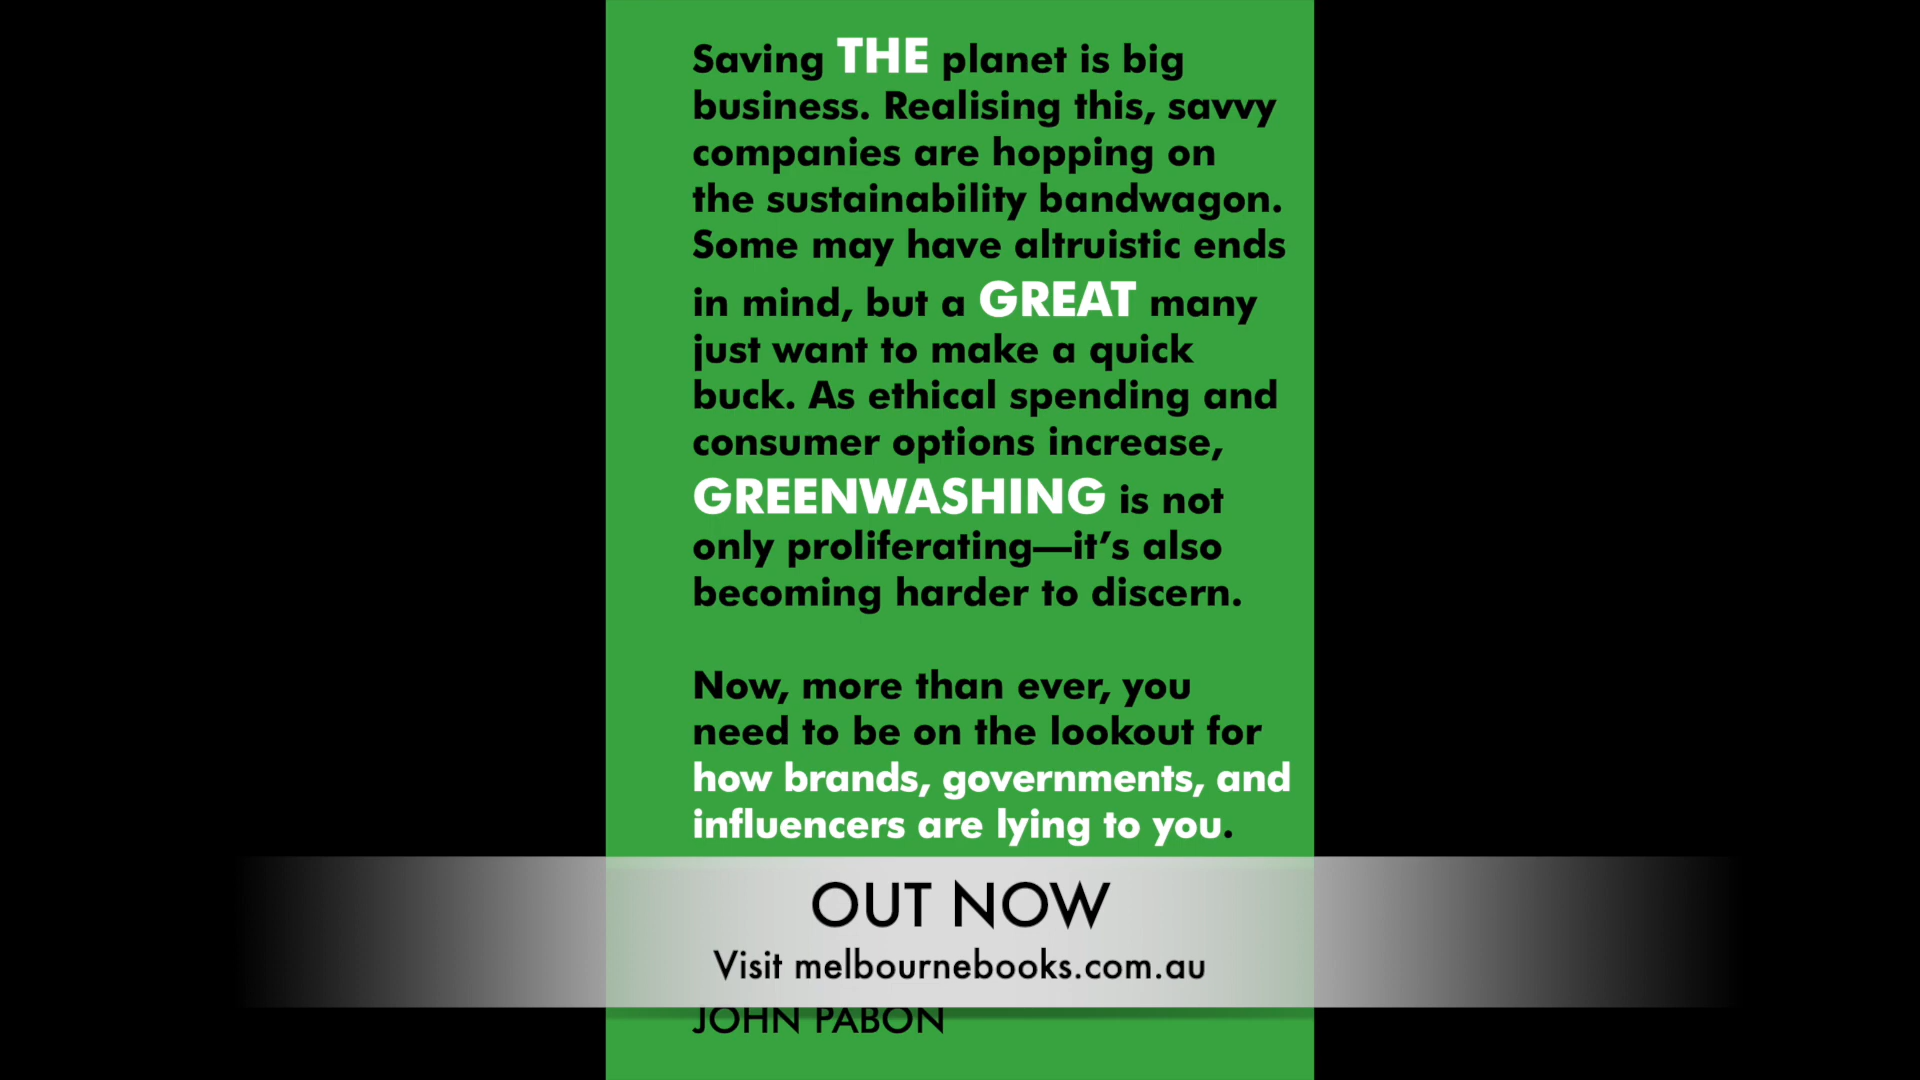 Saving THE planet is big
business. Realising this, savvy
companies are hopping on
the sustainability bandwagon.
Some may have altruistic ends
in mind, but a GREAT many
just want to make a quick
buck. As ethical spending and
consumer options increase,
GREENWASHING is not
only proliferating—it’s also
becoming harder to discern.
Now, more than ever, you
need to be on the lookout for
how brands, governments, and
influencers are lying to you.
OUT NOW
Visit melbournebooks.com.au
JOHN PABON